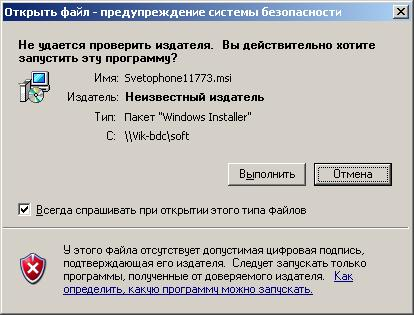 Открыть файл - предупреждение системы безопасности
Не удается проверить издателя. Вы действительно хотите
запустить эту программу?
Имя: Svetophone11773.msi
Издатель: Неизвестный издатель
Тип: Пакет "Windows Installer"
С: \\Vik-bdc\soft
Выполнить Отмена
Всегда спрашивать при открытии этого типа файлов
У этого файла отсутствует допустимая цифровая подпись,
подтверждающая его издателя. Следует запускать только
программы, полученные от доверяемого издателя. Как
определить, какую программу можно запускать.